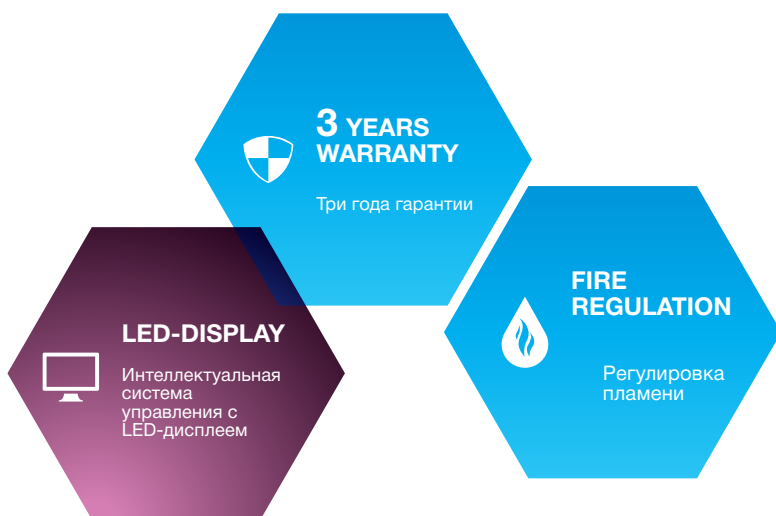 3 YEARS
WARRANTY
Три года гарантии
LED-DISPLAY
Интеллектуальная
система
управления с
LED-дисплеем
FIRE
REGULATION
Регулировка
пламени